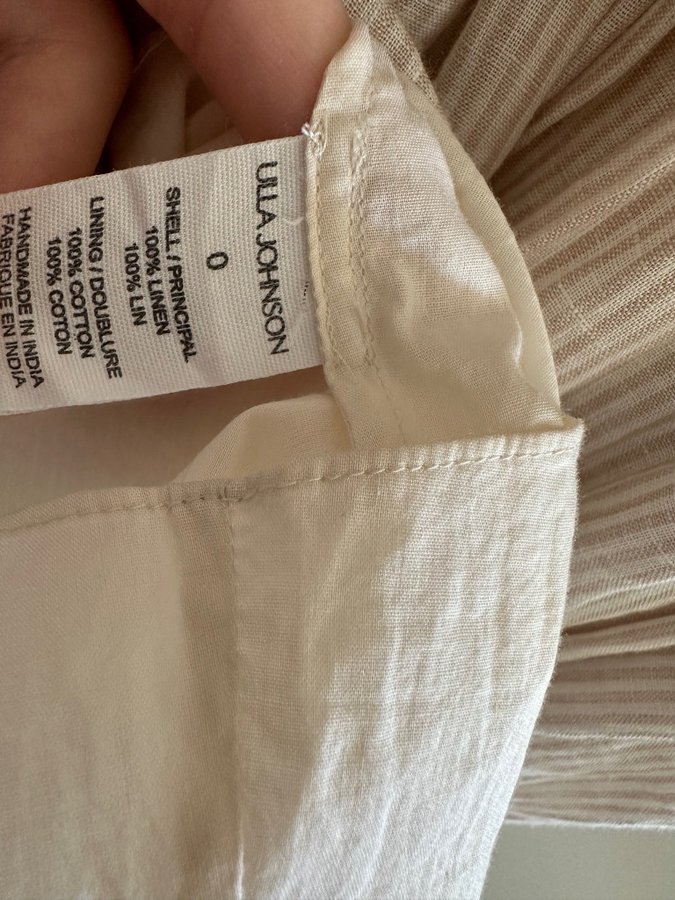 ULLA JOHNSON
0
SHELL / PRINCIPAL
100% LINEN
100% LIN
LINING / DOUBLURE
100% COTTON
100% COTON
HANDMADE IN INDIA
FABRIQUE EN INDIA